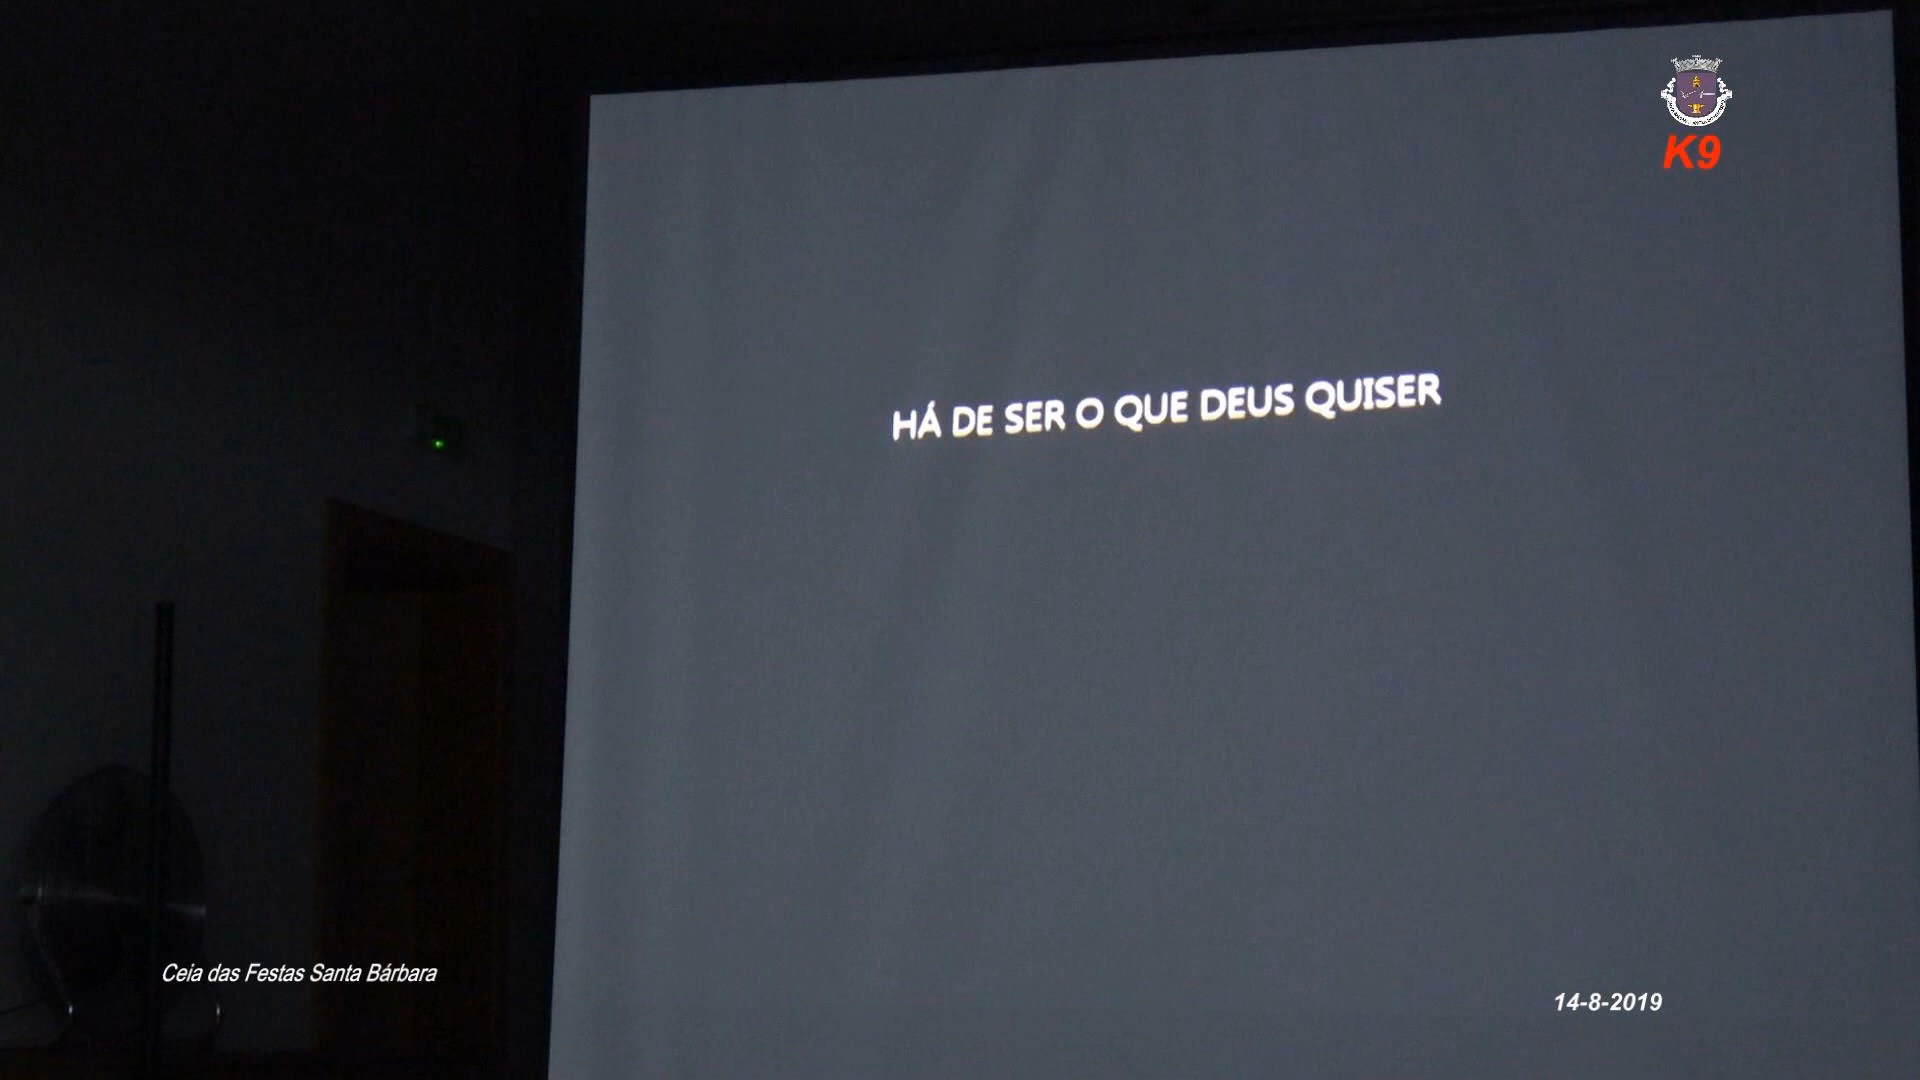 K9
HÁ DE SER O QUE DEUS QUISER
Ceia das Festas Santa Bárbara
14-8-2019